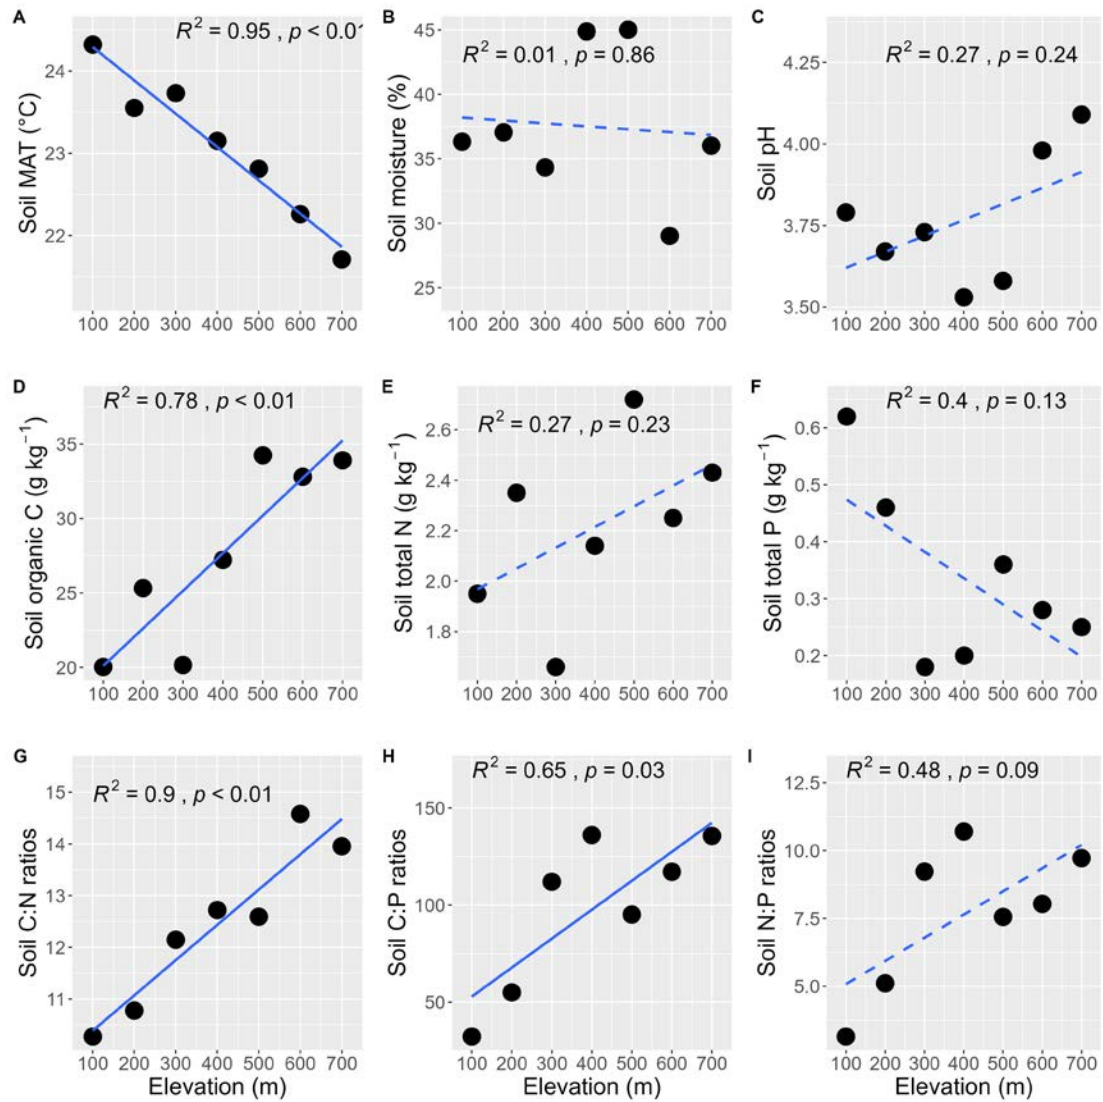 A
R² = 0.95 , p < 0.01
24
23
22
Soil MAT (°C)
100 200 300 400 500 600 700
B
R² = 0.01 , p = 0.86
45
40
35
30
25
Soil moisture (%)
100 200 300 400 500 600 700
C
R² = 0.27 , p = 0.24
4.25
4.00
3.75
3.50
Soil pH
100 200 300 400 500 600 700
D
R² = 0.78 , p < 0.01
35
30
25
20
Soil organic C (g kg⁻¹)
100 200 300 400 500 600 700
E
R² = 0.27 , p = 0.23
2.6
2.4
2.2
2.0
1.8
Soil total N (g kg⁻¹)
100 200 300 400 500 600 700
F
R² = 0.4 , p = 0.13
0.6
0.5
0.4
0.3
0.2
Soil total P (g kg⁻¹)
100 200 300 400 500 600 700
G
R² = 0.9 , p < 0.01
15
14
13
12
11
Soil C:N ratios
100 200 300 400 500 600 700
Elevation (m)
H
R² = 0.65 , p = 0.03
150
100
50
Soil C:P ratios
100 200 300 400 500 600 700
Elevation (m)
I
R² = 0.48 , p = 0.09
12.5
10.0
7.5
5.0
Soil N:P ratios
100 200 300 400 500 600 700
Elevation (m)